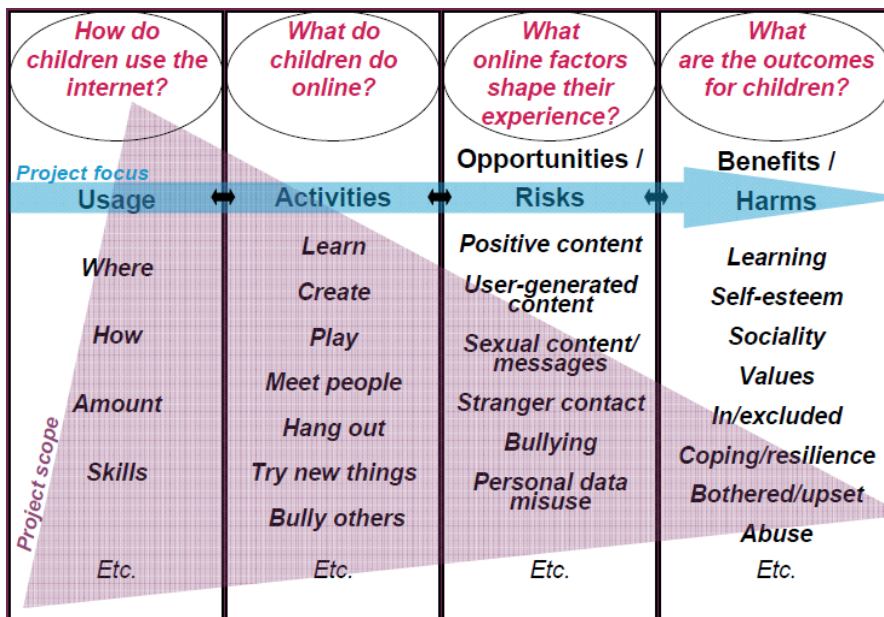 How do
children use the
internet?
What do
children do
online?
What
online factors
shape their
experience?
What
are the outcomes
for children?
Project focus
Usage
Activities
Opportunities /
Risks
Benefits /
Harms
Where
How
Amount
Skills
Etc.
Learn
Create
Play
Meet people
Hang out
Try new things
Bully others
Etc.
Positive content
User-generated
content
Sexual content/
messages
Stranger contact
Bullying
Personal data
misuse
Etc.
Learning
Self-esteem
Sociality
Values
In/excluded
Coping/resilience
Bothered/upset
Abuse
Etc.
Project scope